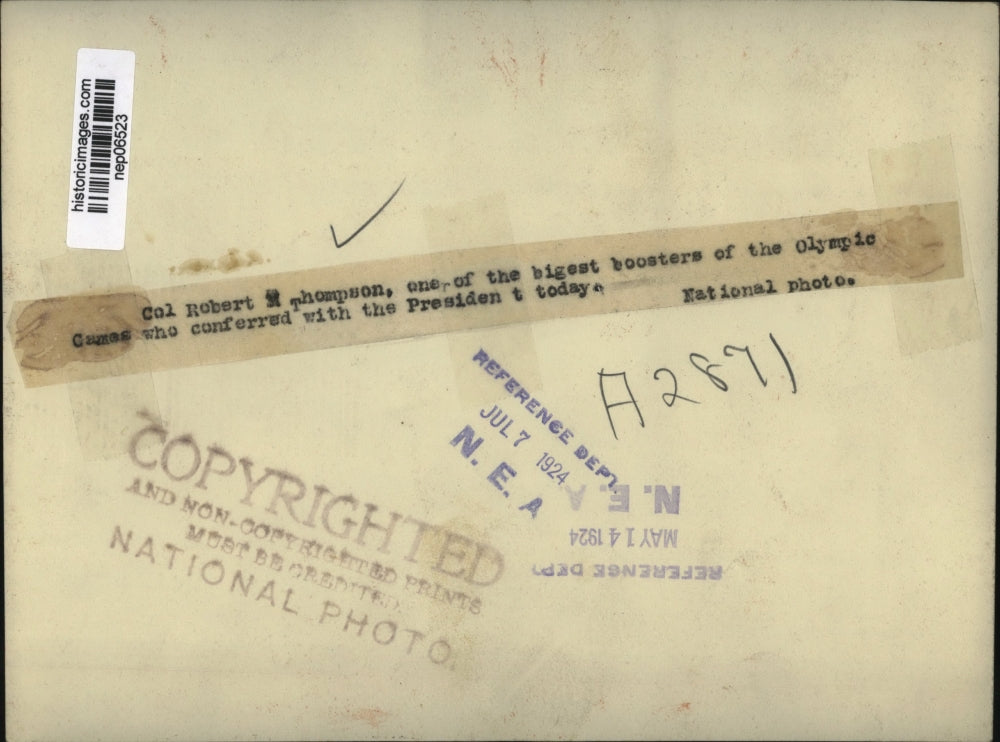 historicimages.com
nep06523
Col Robert M Thompson, one of the bigest boosters of the Olympic
Games who conferred with the Presiden t today. National photo.
A2871
REFERENCE DEPT.
JUL 7 1924
N. E. A
N. E. A
MAY 14 1924
REFERENCE DEPT.
COPYRIGHTED
AND NON-COPYRIGHTED PRINTS
MUST BE CREDITED
NATIONAL PHOTO.